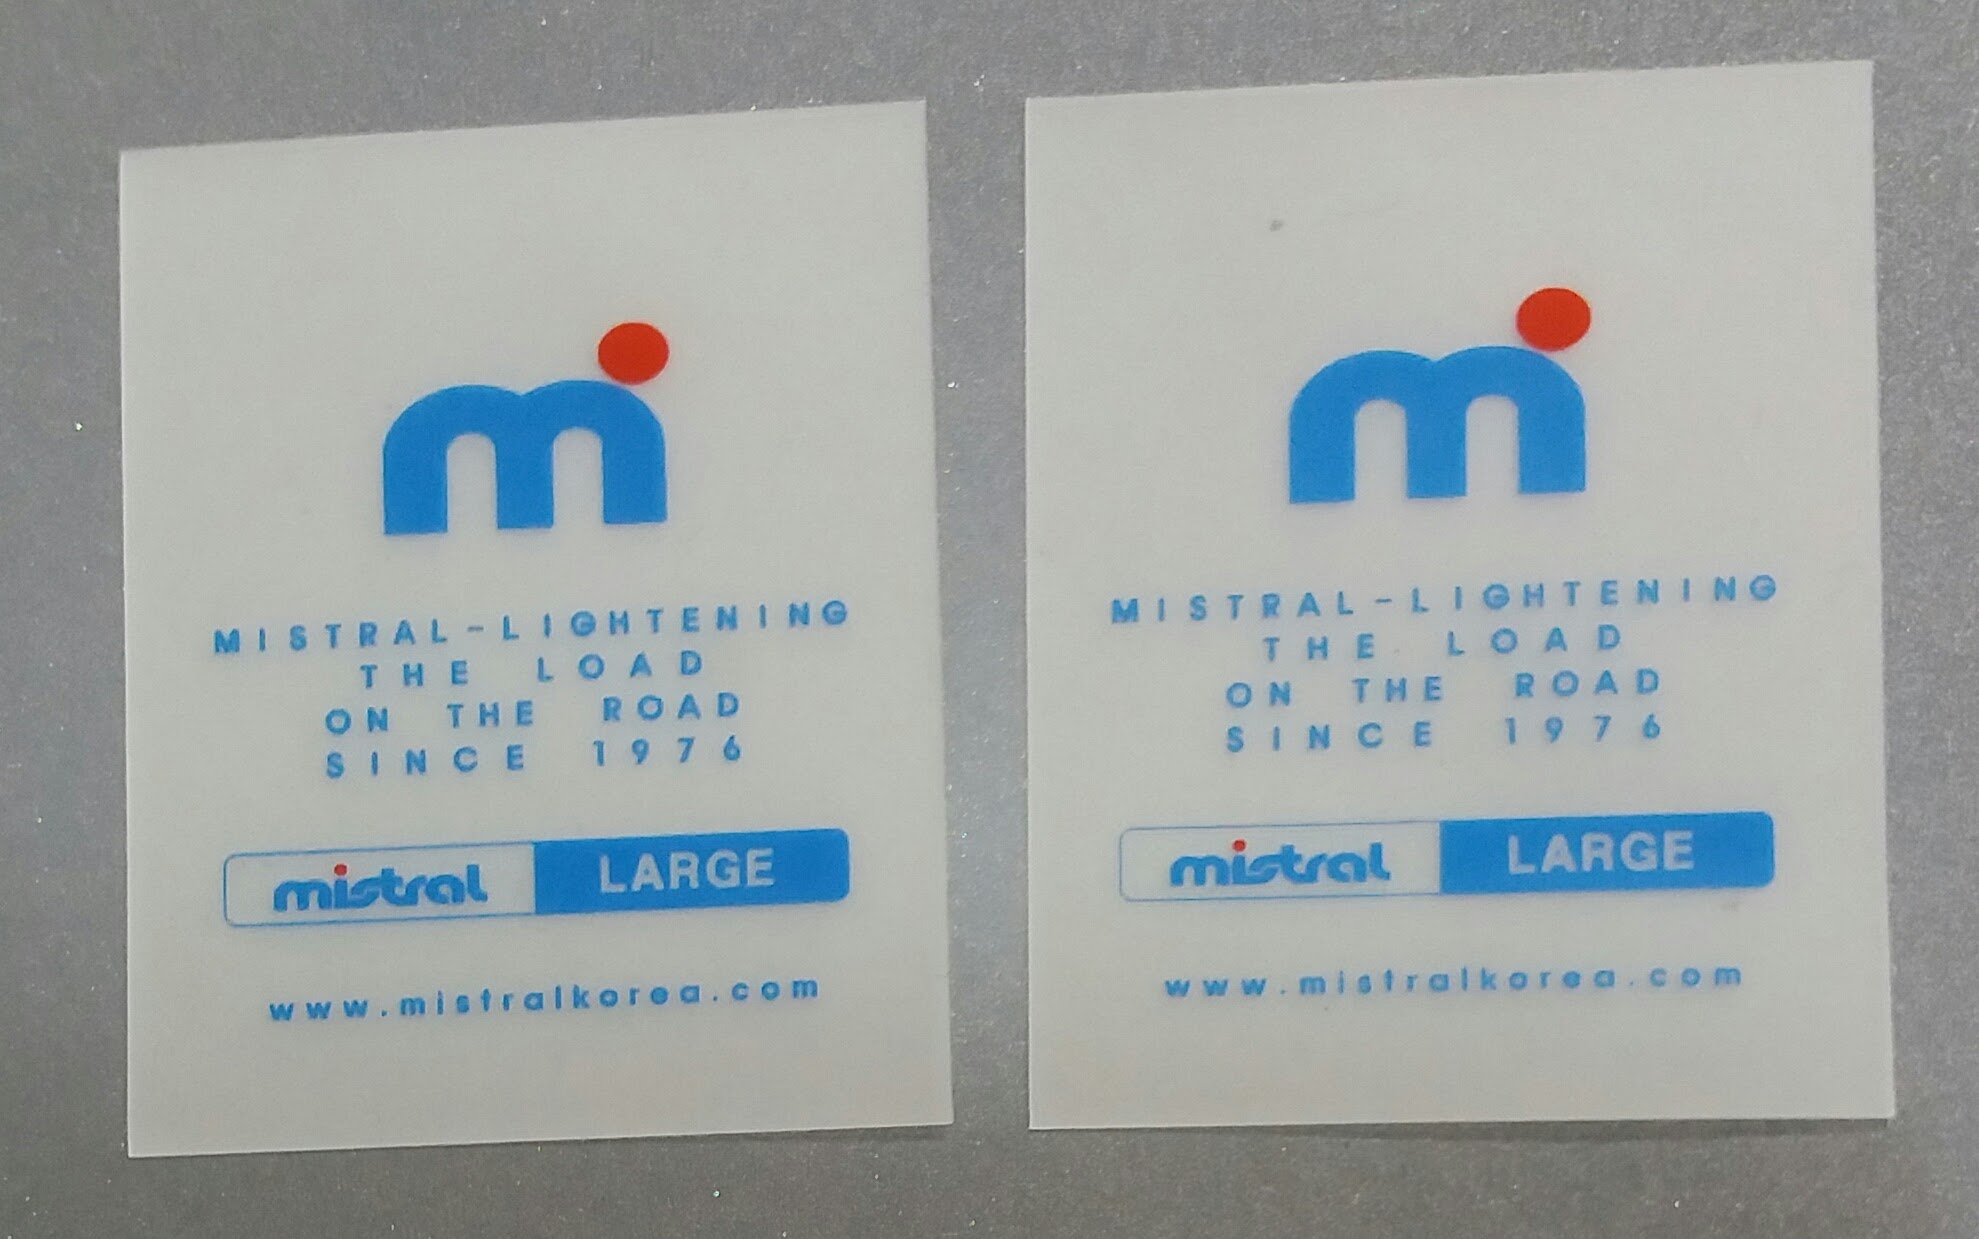 m
MISTRAL-LIGHTENING
THE LOAD
ON THE ROAD
SINCE 1976
mistral LARGE
www.mistralkorea.com
m
MISTRAL-LIGHTENING
THE LOAD
ON THE ROAD
SINCE 1976
mistral LARGE
www.mistralkorea.com